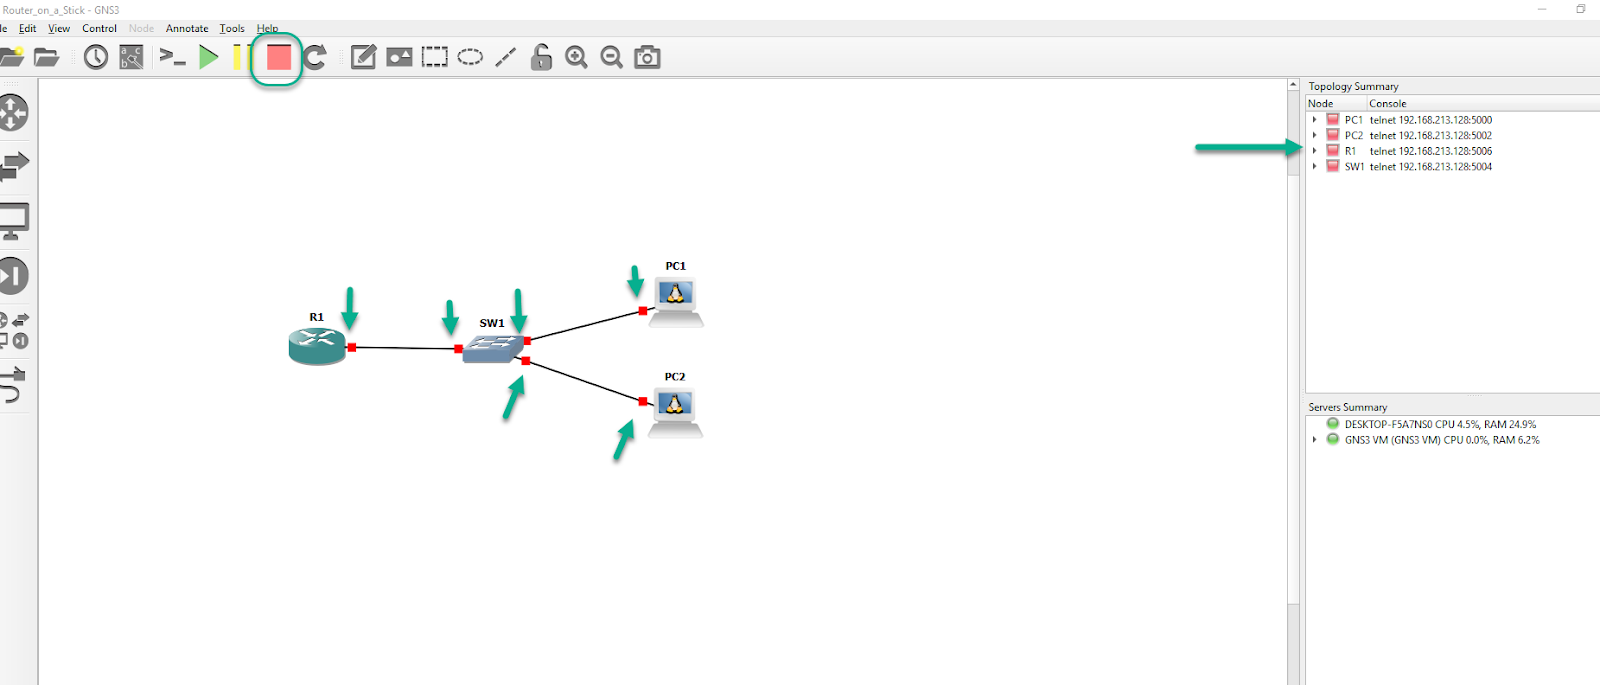 Router_on_a_Stick - GNS3
le Edit View Control Node Annotate Tools Help
Topology Summary
Node Console
PC1 telnet 192.168.213.128:5000
PC2 telnet 192.168.213.128:5002
R1 telnet 192.168.213.128:5006
SW1 telnet 192.168.213.128:5004
PC1
R1
SW1
PC2
Servers Summary
DESKTOP-F5A7NS0 CPU 4.5%, RAM 24.9%
GNS3 VM (GNS3 VM) CPU 0.0%, RAM 6.2%